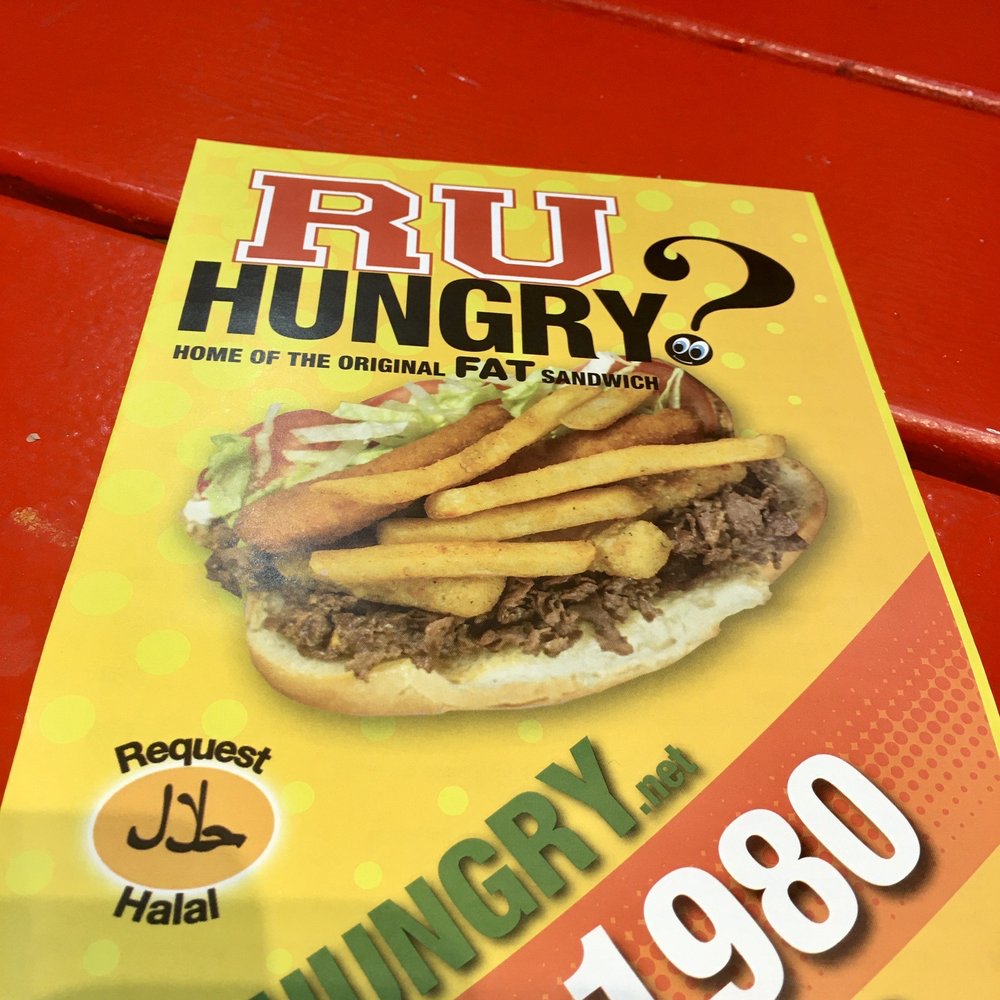 RU
HUNGRY?
HOME OF THE ORIGINAL FAT SANDWICH
Request
حلال
Halal
HUNGRY.net
1980